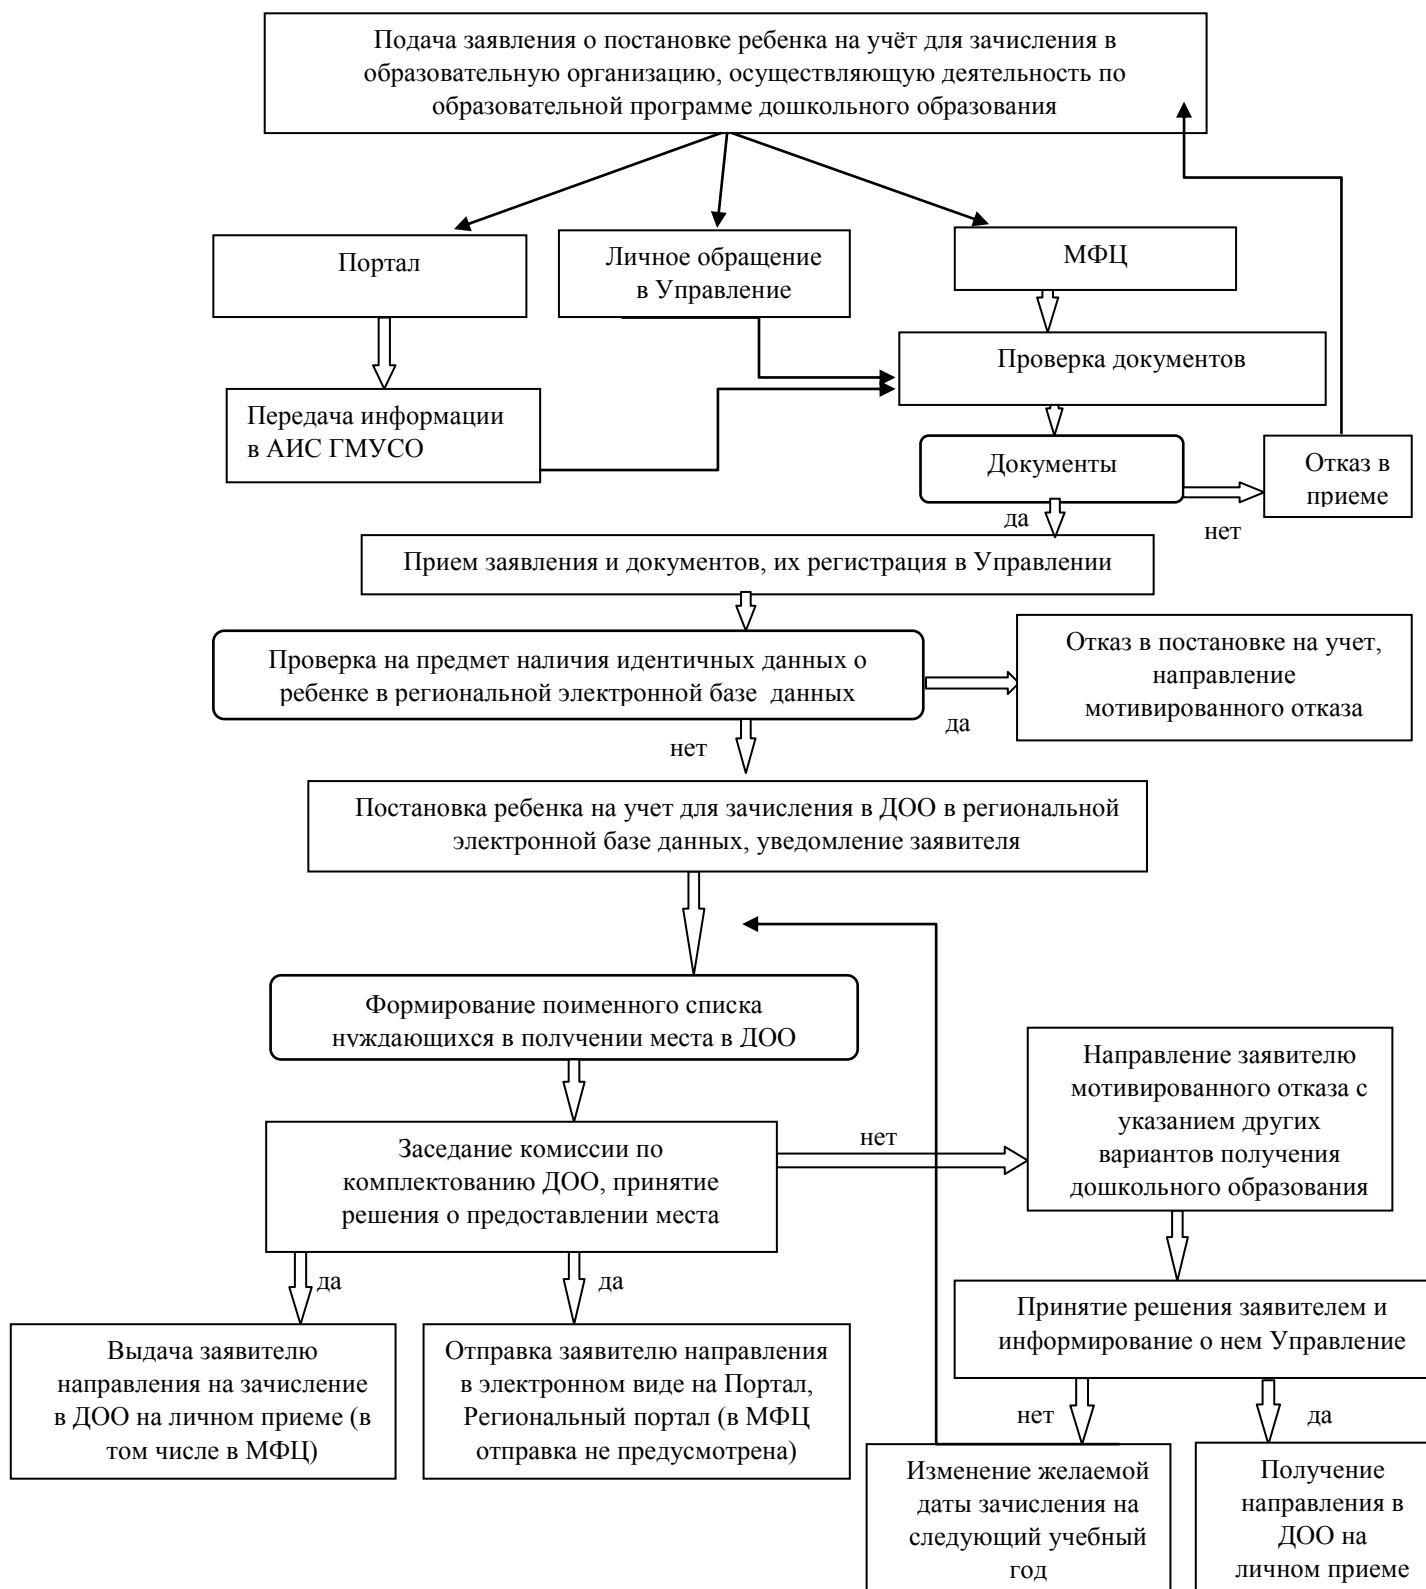 Подача заявления о постановке ребенка на учёт для зачисления в
образовательную организацию, осуществляющую деятельность по
образовательной программе дошкольного образования
Портал
Личное обращение
в Управление
МФЦ
Проверка документов
Передача информации
в АИС ГМУСО
Документы
Отказ в
приеме
да
нет
Прием заявления и документов, их регистрация в Управлении
Проверка на предмет наличия идентичных данных о
ребенке в региональной электронной базе данных
Отказ в постановке на учет,
направление
мотивированного отказа
да
нет
Постановка ребенка на учет для зачисления в ДОО в региональной
электронной базе данных, уведомление заявителя
Формирование поименного списка
нуждающихся в получении места в ДОО
Направление заявителю
мотивированного отказа с
указанием других
вариантов получения
дошкольного образования
нет
Заседание комиссии по
комплектованию ДОО, принятие
решения о предоставлении места
да
да
Принятие решения заявителем и
информирование о нем Управление
Выдача заявителю
направления на зачисление
в ДОО на личном приеме (в
том числе в МФЦ)
Отправка заявителю направления
в электронном виде на Портал,
Региональный портал (в МФЦ
отправка не предусмотрена)
нет
да
Изменение желаемой
даты зачисления на
следующий учебный
год
Получение
направления в
ДОО на
личном приеме